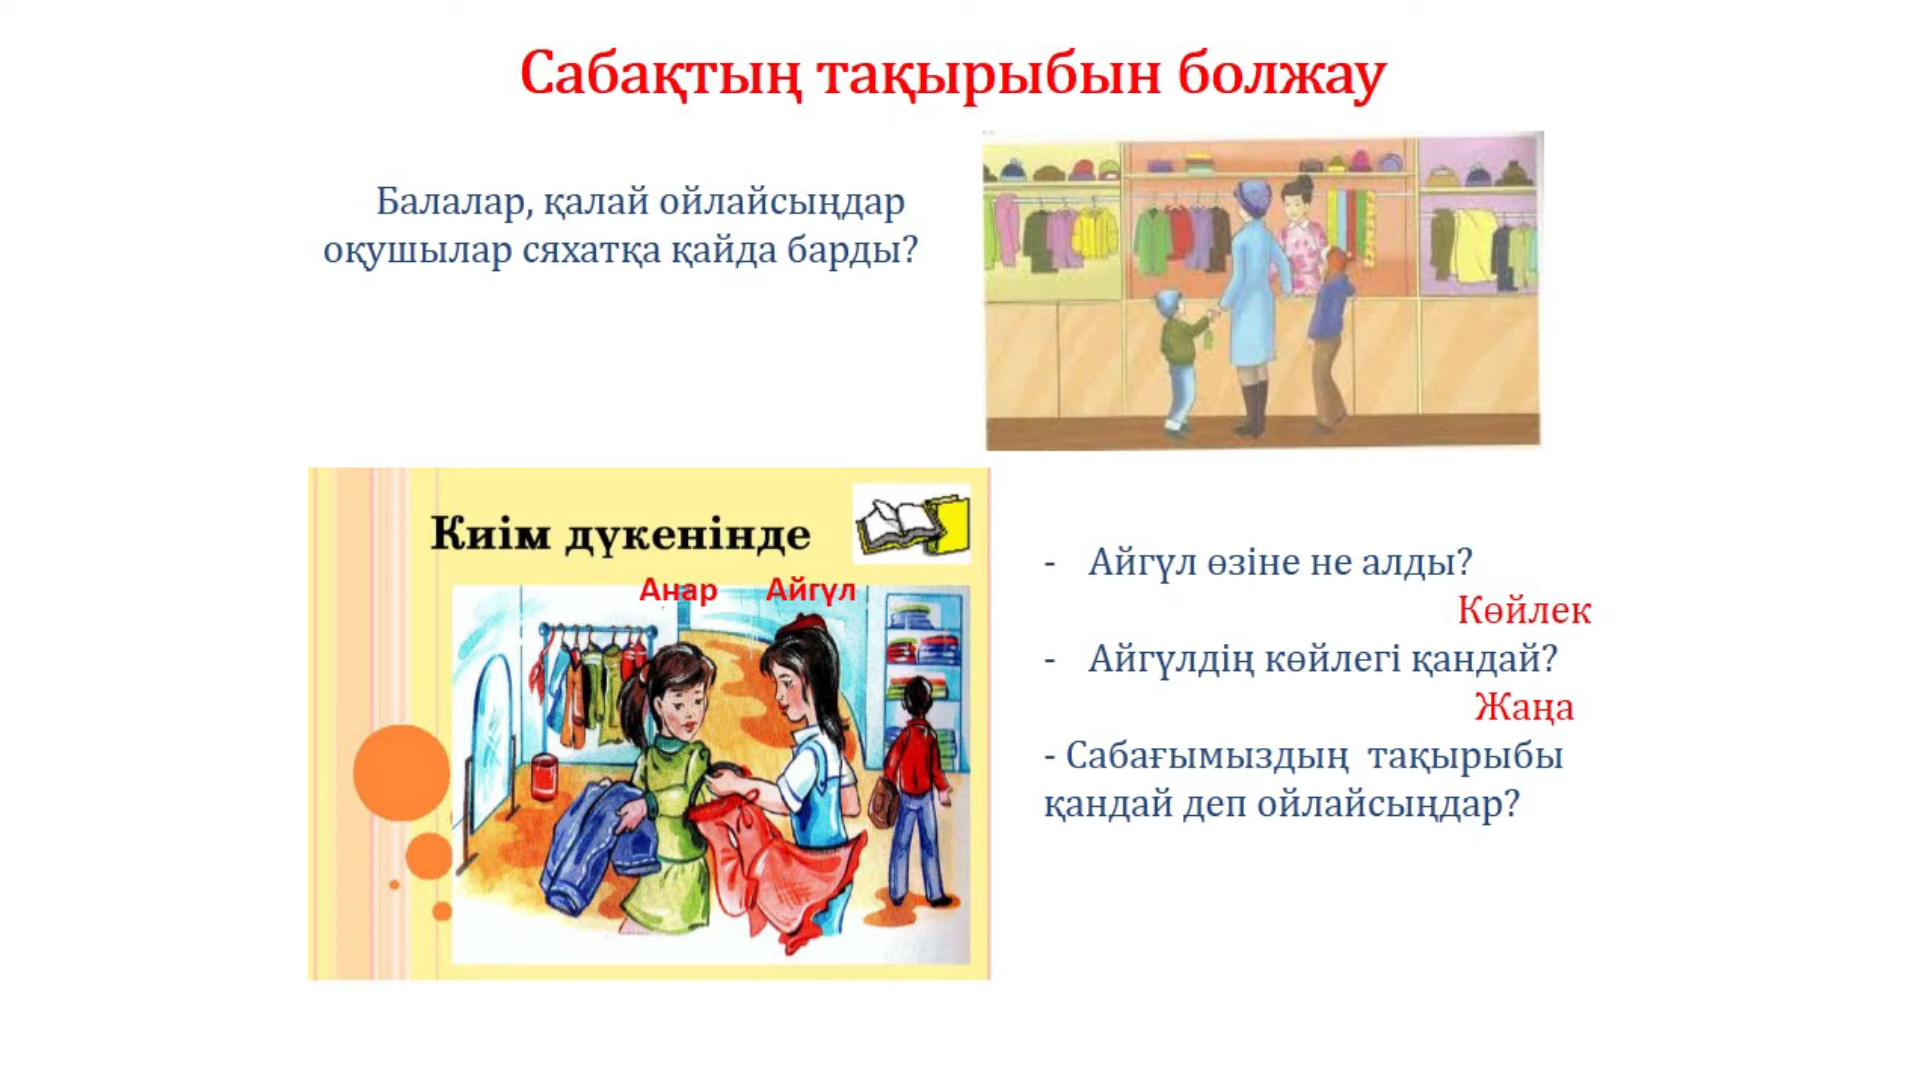 Сабақтың тақырыбын болжау
Балалар, қалай ойлайсыңдар
оқушылар сяхатқа қайда барды?
Киім дүкенінде
Анар Айгүл
- Айгүл өзіне не алды?
Көйлек
- Айгүлдің көйлегі қандай?
Жаңа
- Сабағымыздың тақырыбы
қандай деп ойлайсыңдар?